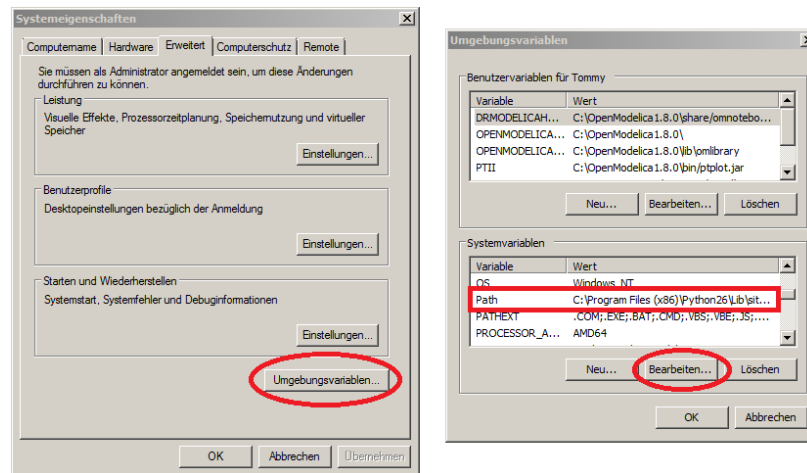 Systemeigenschaften
Computername Hardware Erweitert Computerschutz Remote
Sie müssen als Administrator angemeldet sein, um diese Änderungen
durchführen zu können.
Leistung
Visuelle Effekte, Prozessorzeitplanung, Speichernutzung und virtueller
Speicher
Einstellungen...
Benutzerprofile
Desktopeinstellungen bezüglich der Anmeldung
Einstellungen...
Starten und Wiederherstellen
Systemstart, Systemfehler und Debuginformationen
Einstellungen...
Umgebungsvariablen...
OK Abbrechen Übernehmen
Umgebungsvariablen
Benutzervariablen für Tommy
Variable Wert
DRMODELICAH... C:\OpenModelica1.8.0\share/omnotebo...
OPENMODELICA... C:\OpenModelica1.8.0\
OPENMODELICA... C:\OpenModelica1.8.0\lib\omlibrary
PTII C:\OpenModelica1.8.0\bin/ptplot.jar
Neu... Bearbeiten... Löschen
Systemvariablen
Variable Wert
OS Windows_NT
Path C:\Program Files (x86)\Python26\Lib\sit...
PATHEXT .COM;.EXE;.BAT;.CMD;.VBS;.VBE;.JS;....
PROCESSOR_A... AMD64
Neu... Bearbeiten... Löschen
OK Abbrechen